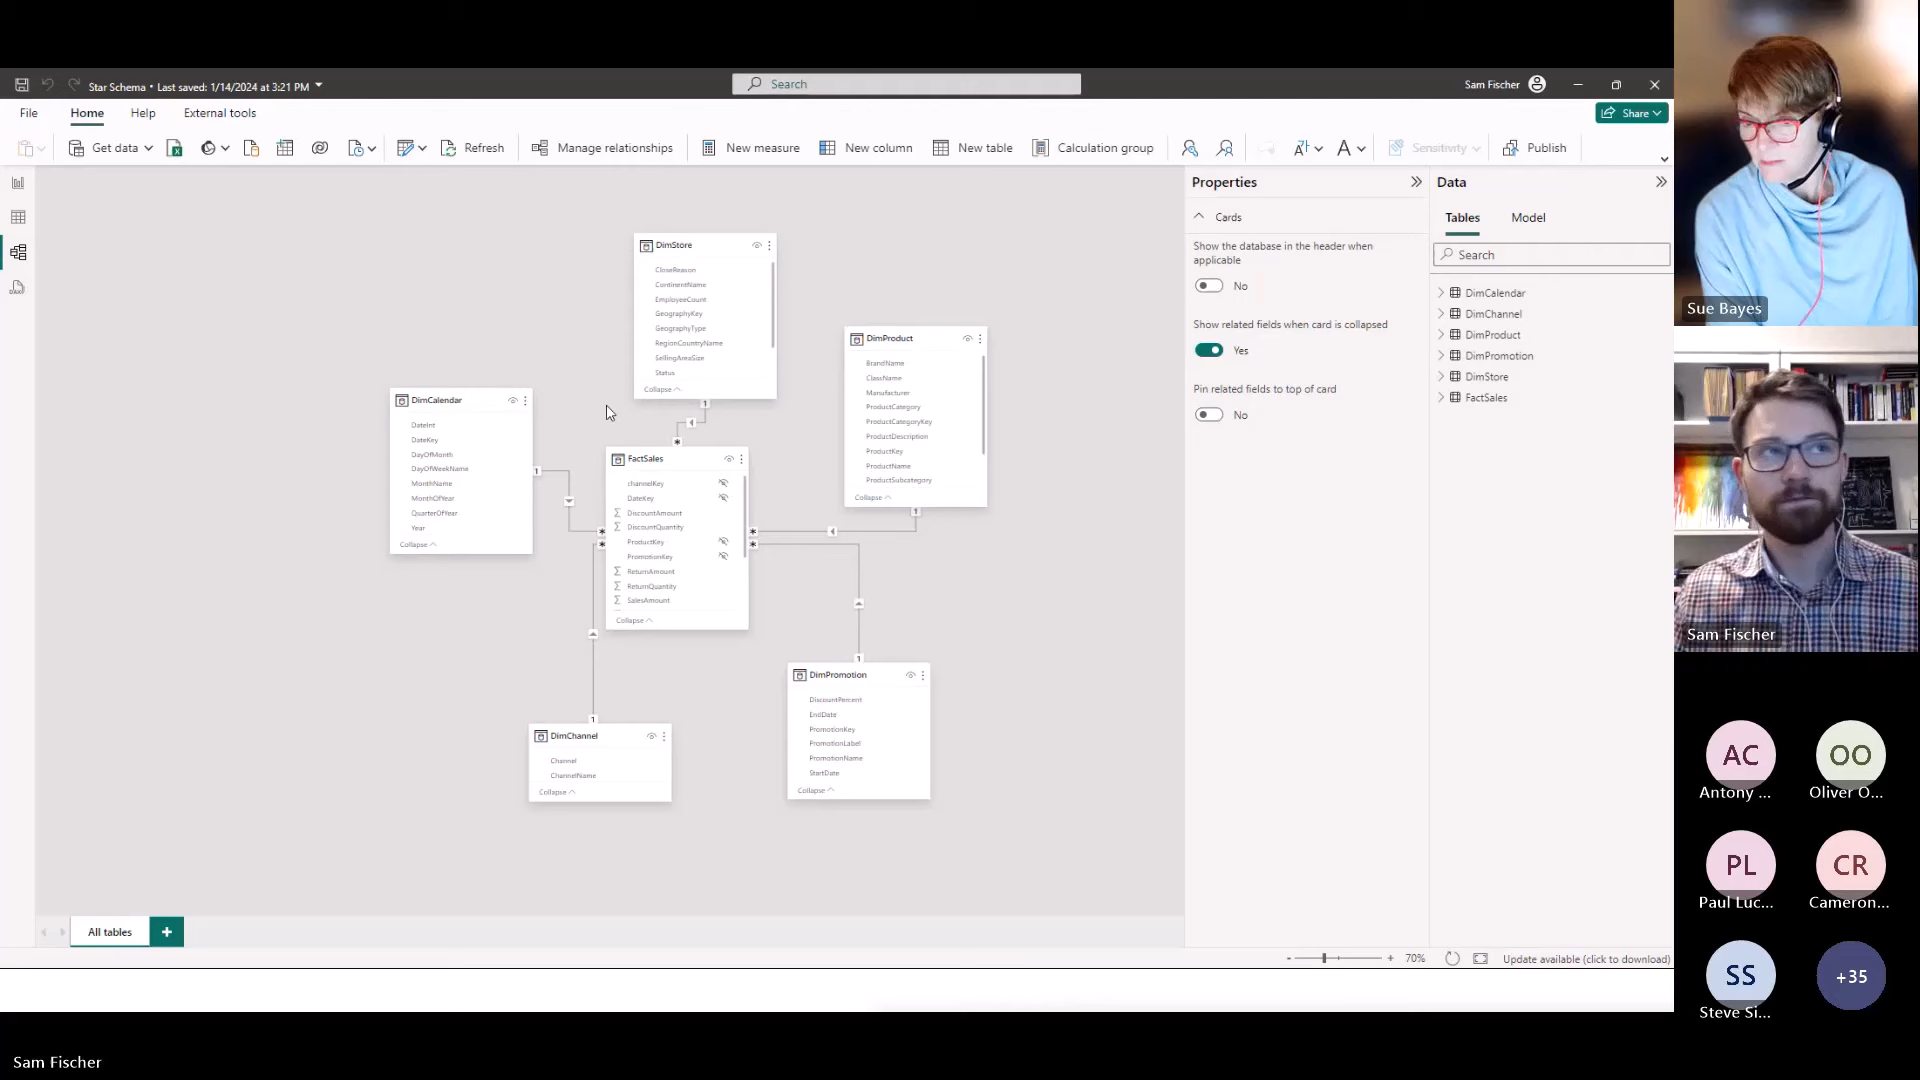 Star Schema • Last saved: 1/14/2024 at 3:21 PM
Search
Sam Fischer
File
Home
Help
External tools
Share
Get data
Refresh
Manage relationships
New measure
New column
New table
Calculation group
Sensitivity
Publish
DimStore
CloseReason
ContinentName
EmployeeCount
GeographyKey
GeographyType
RegionCountryName
SellingAreaSize
Status
Collapse
DimProduct
BrandName
ClassName
Manufacturer
ProductCategory
ProductCategoryKey
ProductDescription
ProductKey
ProductName
ProductSubcategory
Collapse
DimCalendar
DateInt
DateKey
DayOfMonth
DayOfWeekName
MonthName
MonthOfYear
QuarterOfYear
Year
Collapse
FactSales
channelKey
DateKey
∑ DiscountAmount
∑ DiscountQuantity
ProductKey
PromotionKey
∑ ReturnAmount
∑ ReturnQuantity
∑ SalesAmount
Collapse
1
*
1
*
*
1
*
*
1
1
DimPromotion
DiscountPercent
EndDate
PromotionKey
PromotionLabel
PromotionName
StartDate
Collapse
DimChannel
Channel
ChannelName
Collapse
Properties
Cards
Show the database in the header when
applicable
No
Show related fields when card is collapsed
Yes
Pin related fields to top of card
No
Data
Tables
Model
Search
DimCalendar
DimChannel
DimProduct
DimPromotion
DimStore
FactSales
All tables
+
- + 70%
Update available (click to download)
Sue Bayes
Sam Fischer
AC
Antony ...
OO
Oliver O...
PL
Paul Luc...
CR
Cameron...
SS
Steve Si...
+35
Sam Fischer